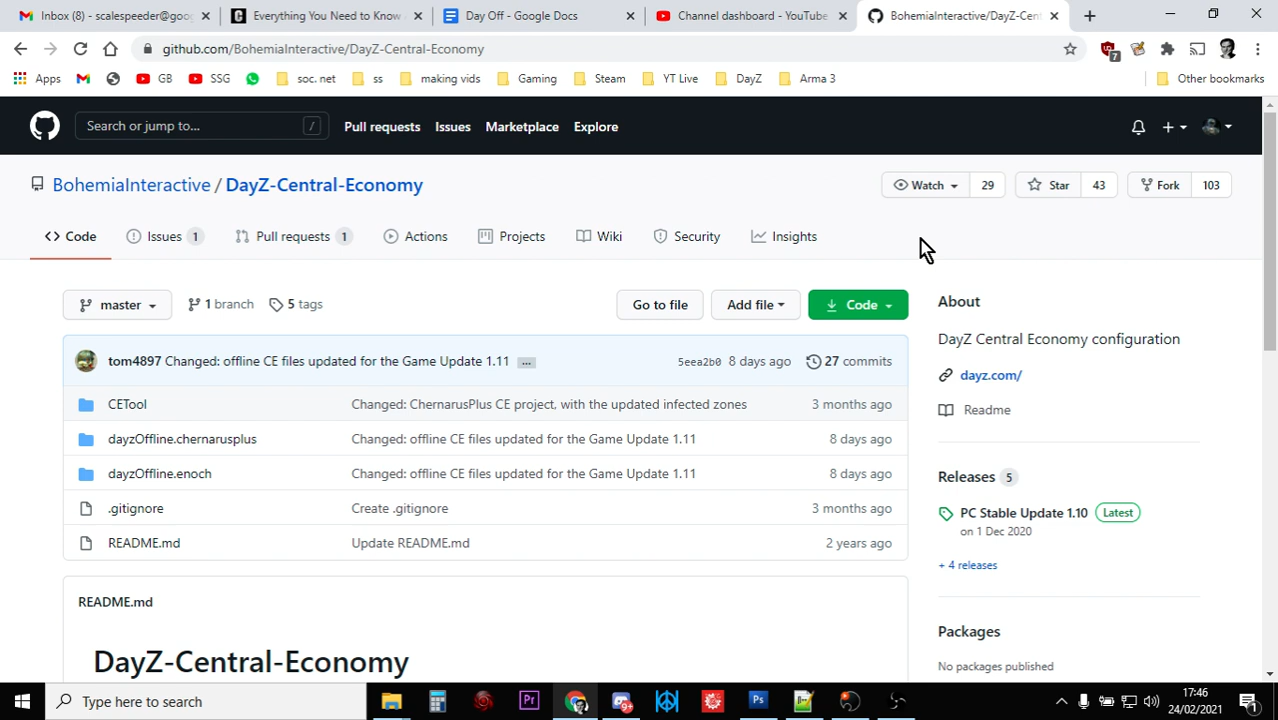 Inbox (8) - scalespeeder@goo
Everything You Need to Know
Day Off - Google Docs
Channel dashboard - YouTube
BohemiaInteractive/DayZ-Cent
github.com/BohemiaInteractive/DayZ-Central-Economy
7
Apps
GB
SSG
soc. net
ss
making vids
Gaming
Steam
YT Live
DayZ
Arma 3
Other bookmarks
Search or jump to...
/
Pull requests
Issues
Marketplace
Explore
BohemiaInteractive / DayZ-Central-Economy
Watch 29
Star 43
Fork 103
Code
Issues 1
Pull requests 1
Actions
Projects
Wiki
Security
Insights
master
1 branch
5 tags
Go to file
Add file
Code
tom4897 Changed: offline CE files updated for the Game Update 1.11 ... 5eea2b0 8 days ago 27 commits
CETool Changed: ChernarusPlus CE project, with the updated infected zones 3 months ago
dayzOffline.chernarusplus Changed: offline CE files updated for the Game Update 1.11 8 days ago
dayzOffline.enoch Changed: offline CE files updated for the Game Update 1.11 8 days ago
.gitignore Create .gitignore 3 months ago
README.md Update README.md 2 years ago
README.md
DayZ-Central-Economy
About
DayZ Central Economy configuration
dayz.com/
Readme
Releases 5
PC Stable Update 1.10 Latest
on 1 Dec 2020
+ 4 releases
Packages
No packages published
Type here to search
Pr
Ps
17:46
24/02/2021
1